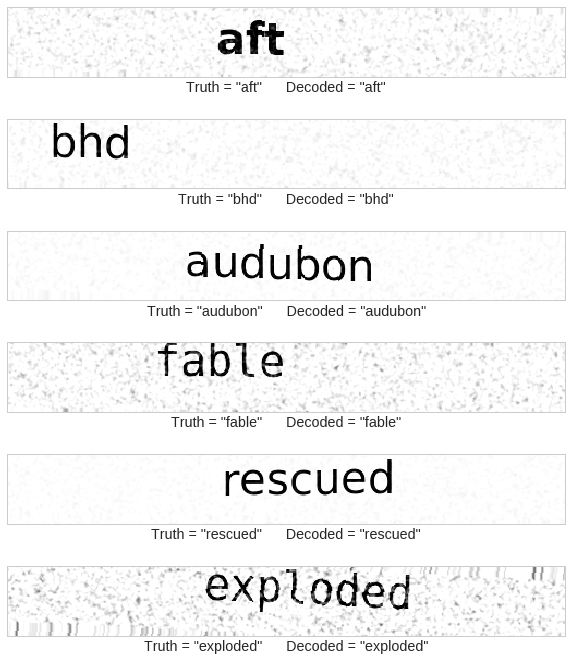 aft
Truth = "aft" Decoded = "aft"
bhd
Truth = "bhd" Decoded = "bhd"
audubon
Truth = "audubon" Decoded = "audubon"
fable
Truth = "fable" Decoded = "fable"
rescued
Truth = "rescued" Decoded = "rescued"
exploded
Truth = "exploded" Decoded = "exploded"